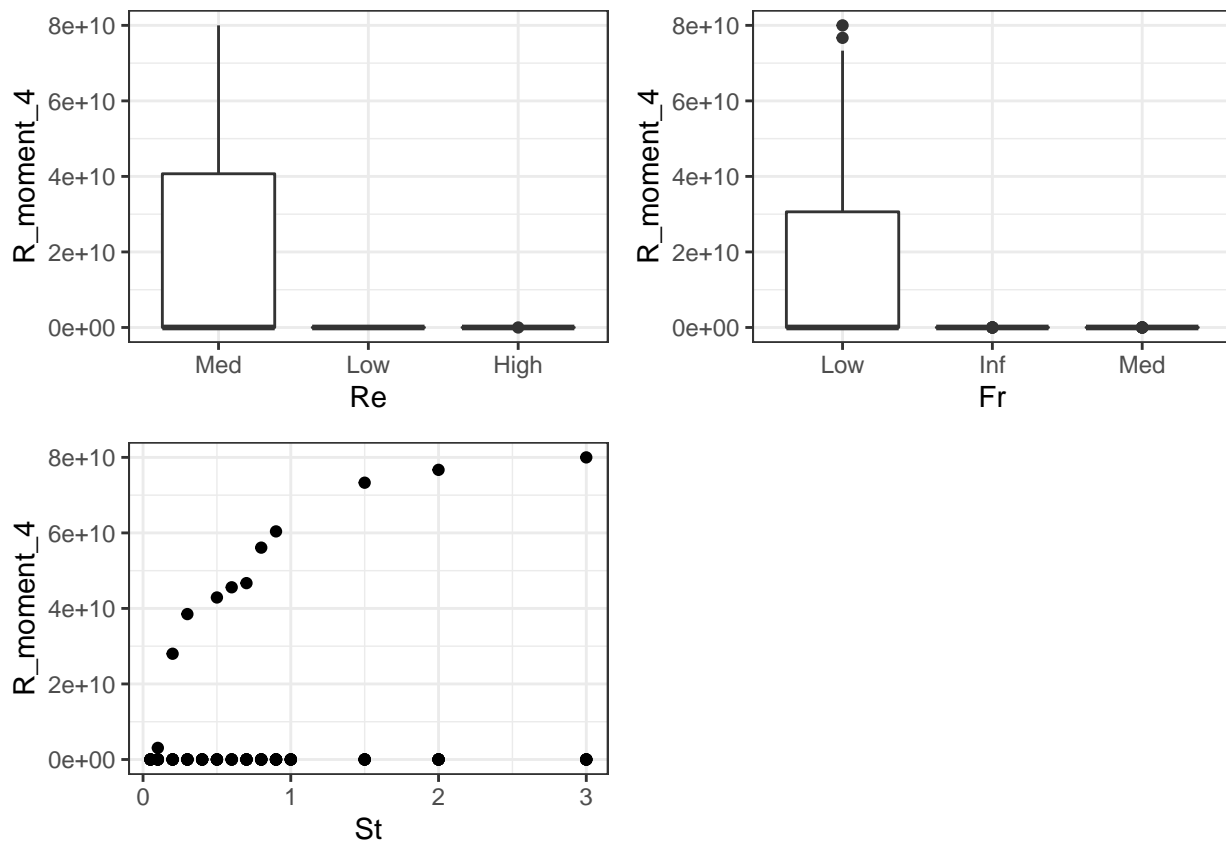 R_moment_4
8e+10
6e+10
4e+10
2e+10
0e+00
Med Low High
Re
R_moment_4
8e+10
6e+10
4e+10
2e+10
0e+00
Low Inf Med
Fr
R_moment_4
8e+10
6e+10
4e+10
2e+10
0e+00
0 1 2 3
St